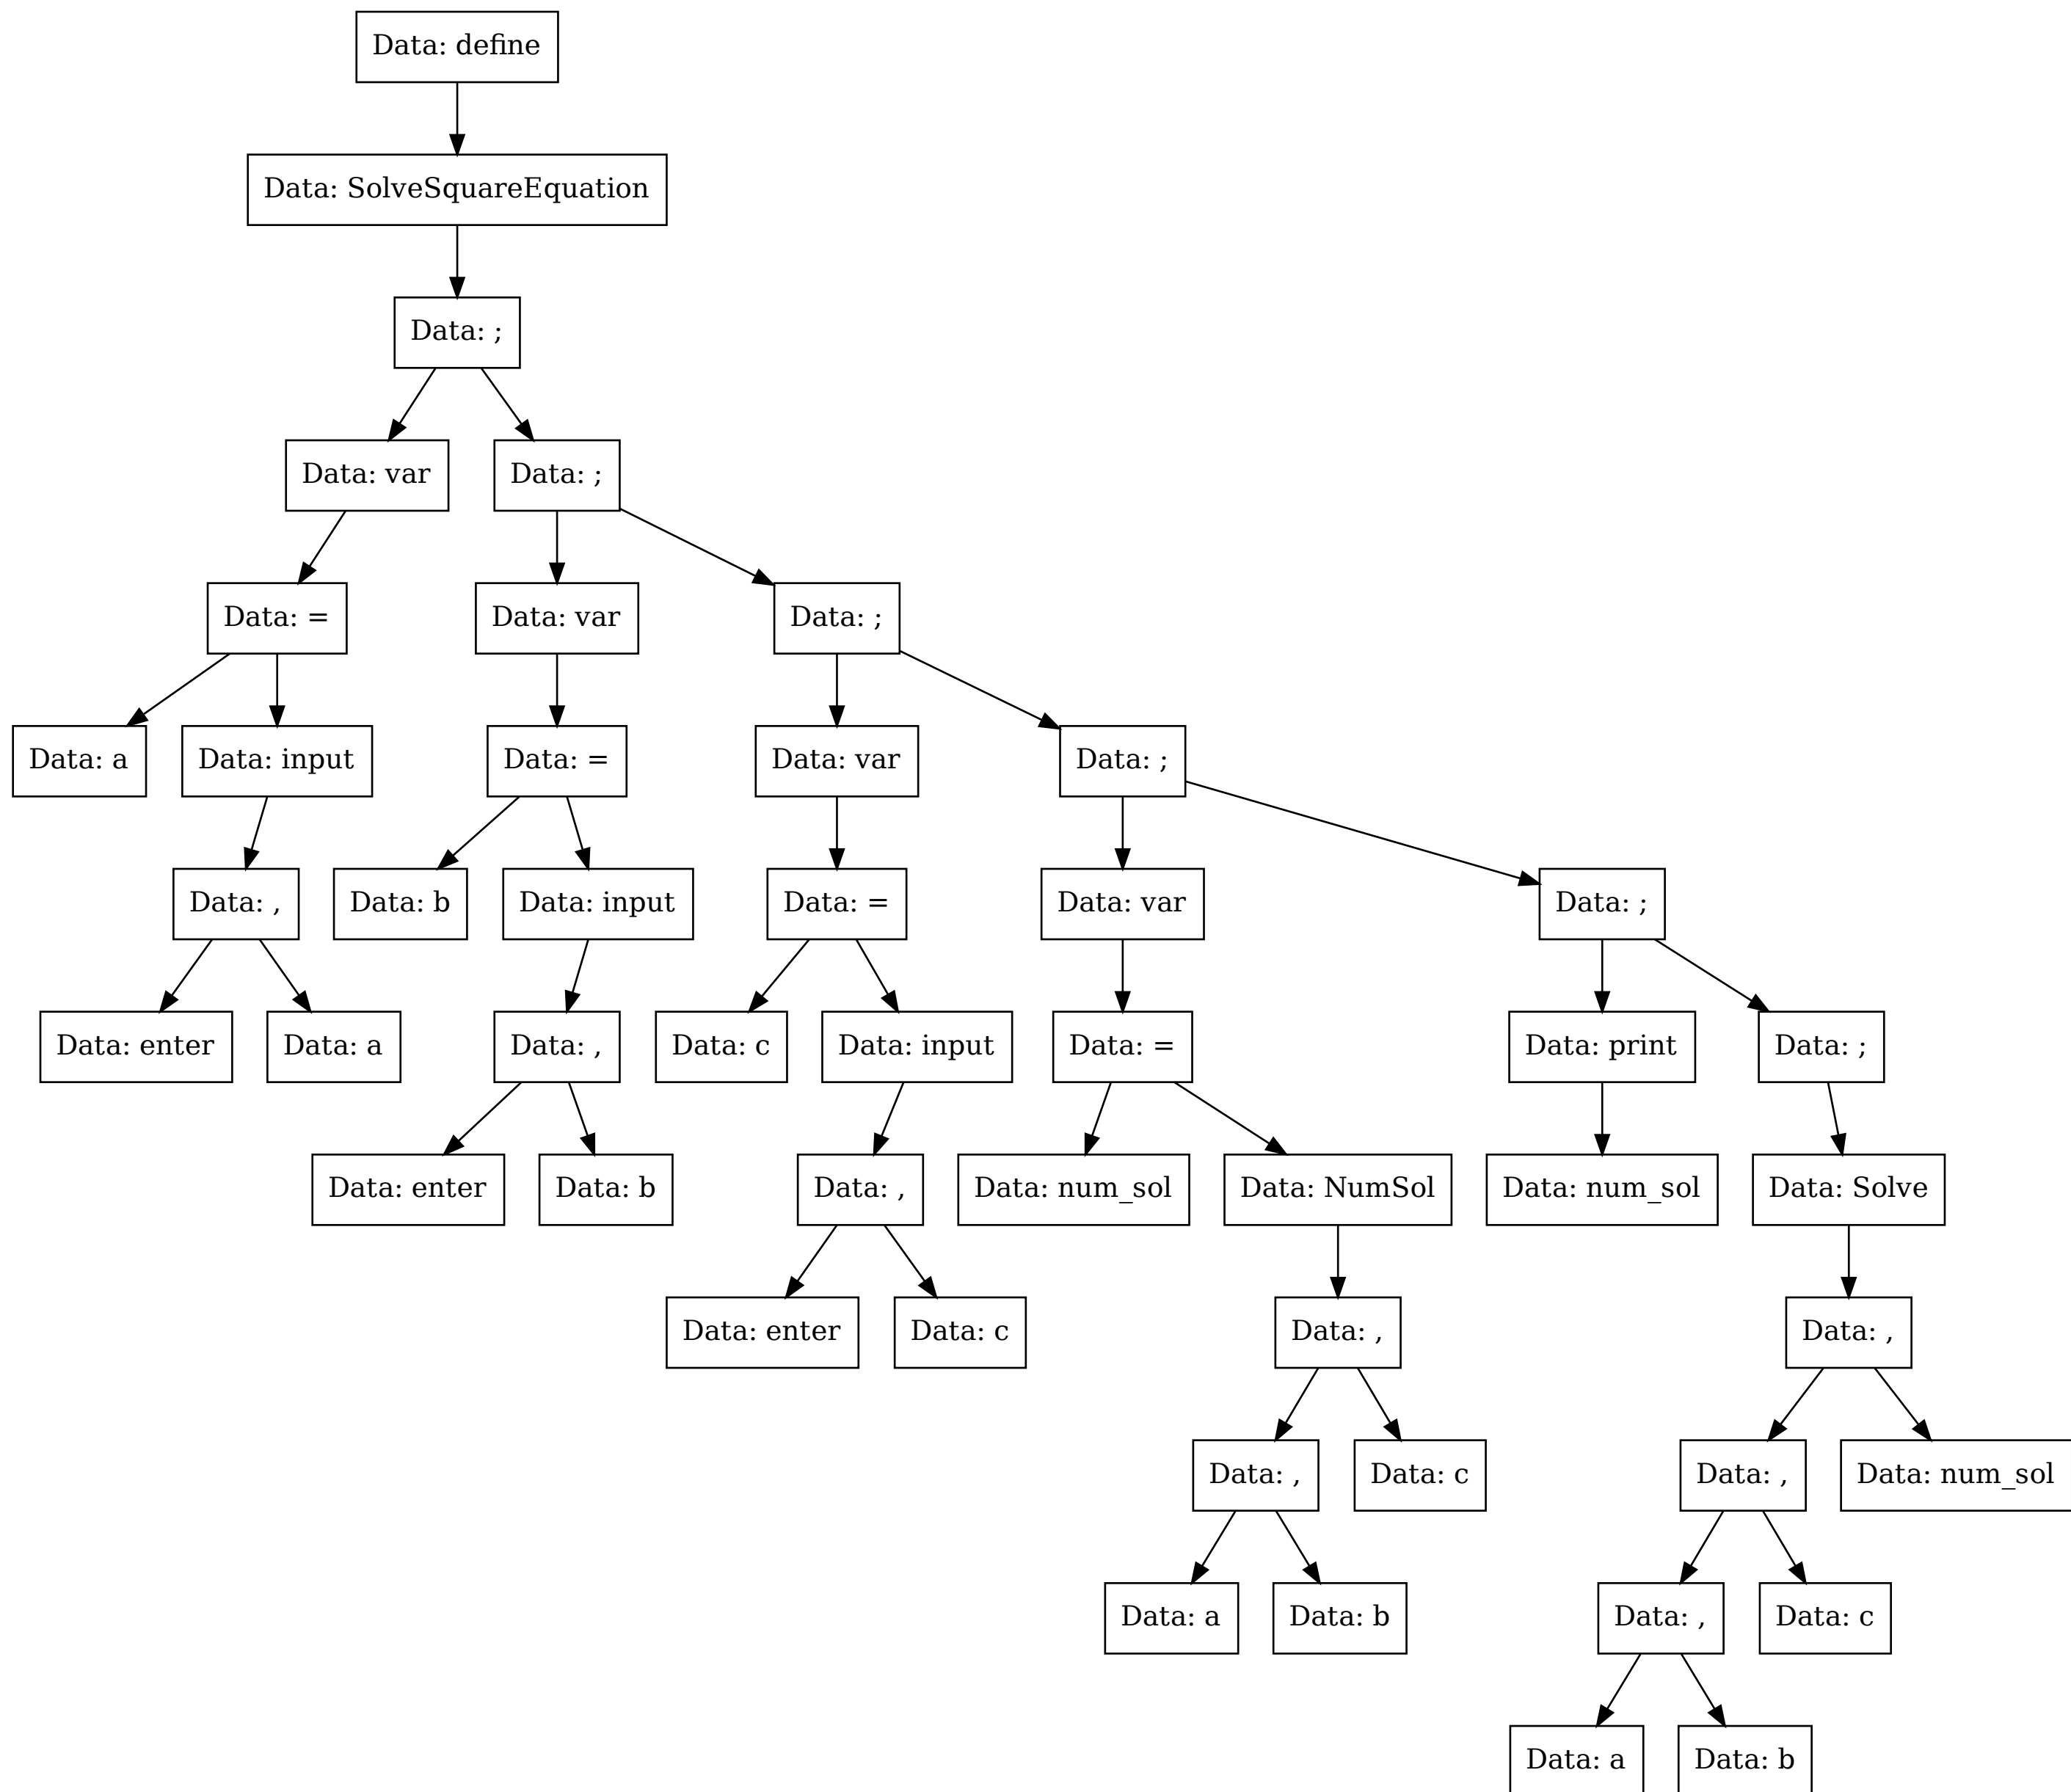 Data: define
Data: SolveSquareEquation
Data: ;
Data: var
Data: ;
Data: =
Data: var
Data: ;
Data: a
Data: input
Data: =
Data: var
Data: ;
Data: ,
Data: b
Data: input
Data: =
Data: var
Data: ;
Data: enter
Data: a
Data: ,
Data: c
Data: input
Data: =
Data: print
Data: ;
Data: enter
Data: b
Data: ,
Data: num_sol
Data: NumSol
Data: num_sol
Data: Solve
Data: enter
Data: c
Data: ,
Data: ,
Data: ,
Data: c
Data: ,
Data: num_sol
Data: a
Data: b
Data: ,
Data: c
Data: a
Data: b